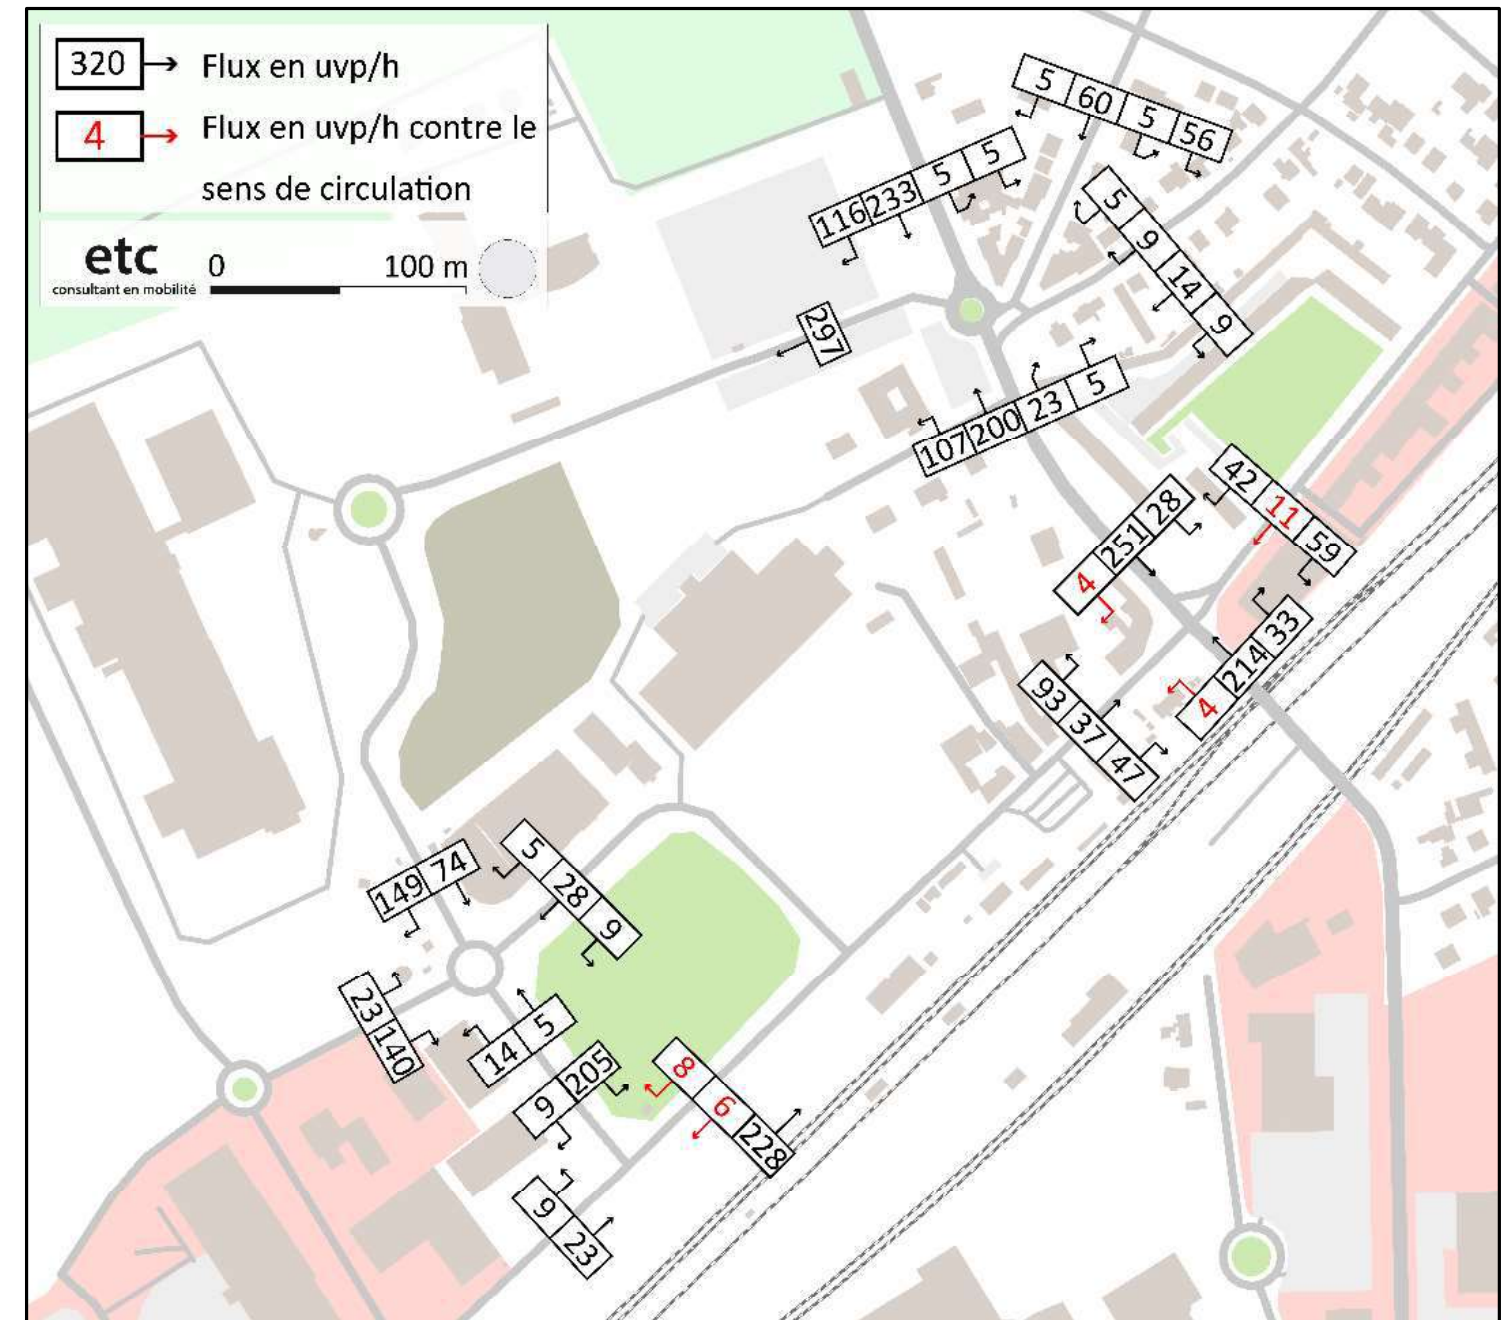 320 Flux en uvp/h
4 Flux en uvp/h contre le
sens de circulation
etc
consultant en mobilité
0 100 m
5 60 5 56
116 233 5 5
5 9 14 9
297
107 200 23 5
42 11 59
4 251 28
4 214 33
93 37 47
5 28 9
149 74
23 140
14 5
9 205
8 6 228
9 23